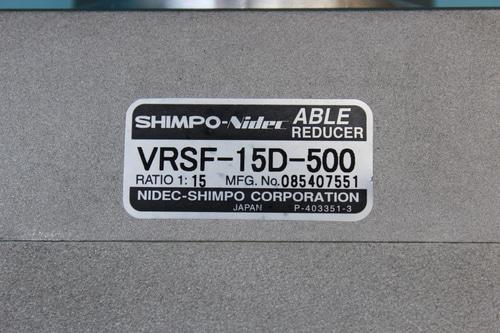 SHIMPO-Nidec ABLE REDUCER
VRSF-15D-500
RATIO 1: 15 MFG. No. 085407551
NIDEC-SHIMPO CORPORATION
JAPAN P-403351-3